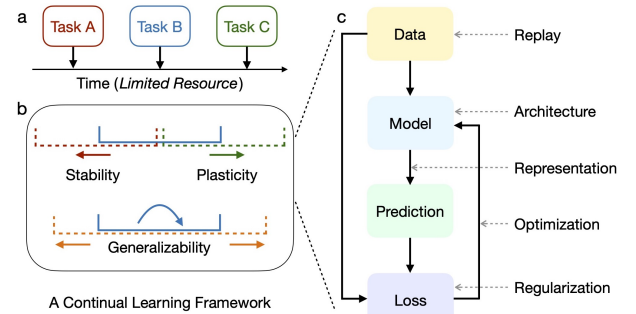 a
Task A
Task B
Task C
Time (Limited Resource)
b
Stability
Plasticity
Generalizability
A Continual Learning Framework
c
Data
Replay
Model
Architecture
Representation
Prediction
Optimization
Loss
Regularization